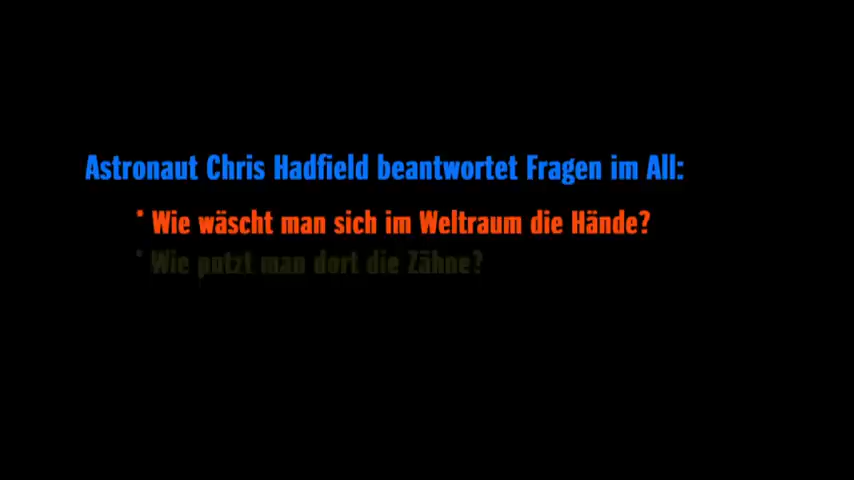 Astronaut Chris Hadfield beantwortet Fragen im All:
* Wie wäscht man sich im Weltraum die Hände?
* Wie putzt man dort die Zähne?